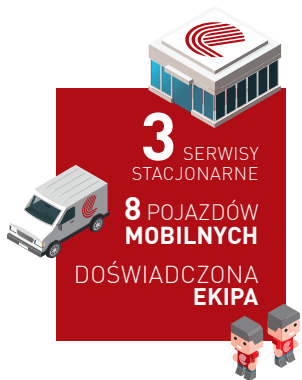 3 SERWISY
STACJONARNE
8 POJAZDÓW
MOBILNYCH
DOŚWIADCZONA
EKIPA